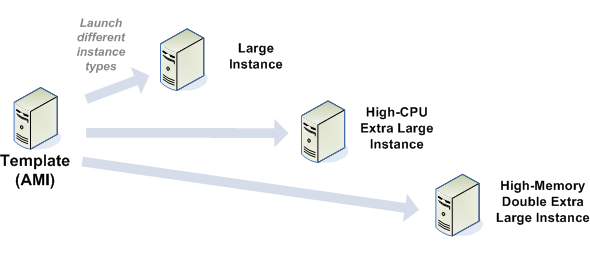 Launch
different
instance
types
Large
Instance
High-CPU
Extra Large
Instance
Template
(AMI)
High-Memory
Double Extra
Large Instance